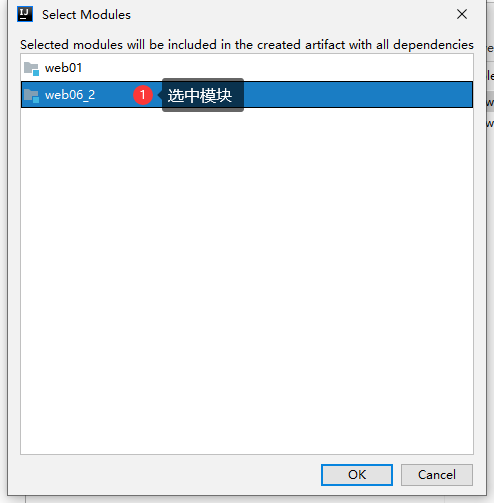 IJ
Select Modules
Selected modules will be included in the created artifact with all dependencies
web01
web06_2
1 选中模块
OK
Cancel